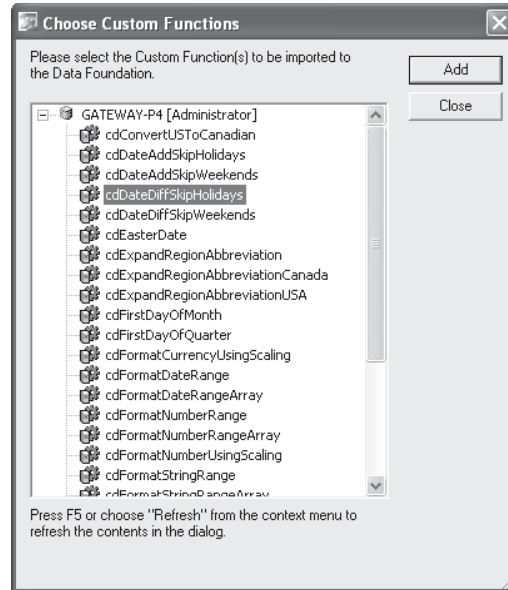 Choose Custom Functions
Please select the Custom Function(s) to be imported to
the Data Foundation.
Add
Close
GATEWAY-P4 [Administrator]
cdConvertUSToCanadian
cdDateAddSkipHolidays
cdDateAddSkipWeekends
cdDateDiffSkipHolidays
cdDateDiffSkipWeekends
cdEasterDate
cdExpandRegionAbbreviation
cdExpandRegionAbbreviationCanada
cdExpandRegionAbbreviationUSA
cdFirstDayOfMonth
cdFirstDayOfQuarter
cdFormatCurrencyUsingScaling
cdFormatDateRange
cdFormatDateRangeArray
cdFormatNumberRange
cdFormatNumberRangeArray
cdFormatNumberUsingScaling
cdFormatStringRange
cdFormatStringRangeArray
Press F5 or choose "Refresh" from the context menu to
refresh the contents in the dialog.